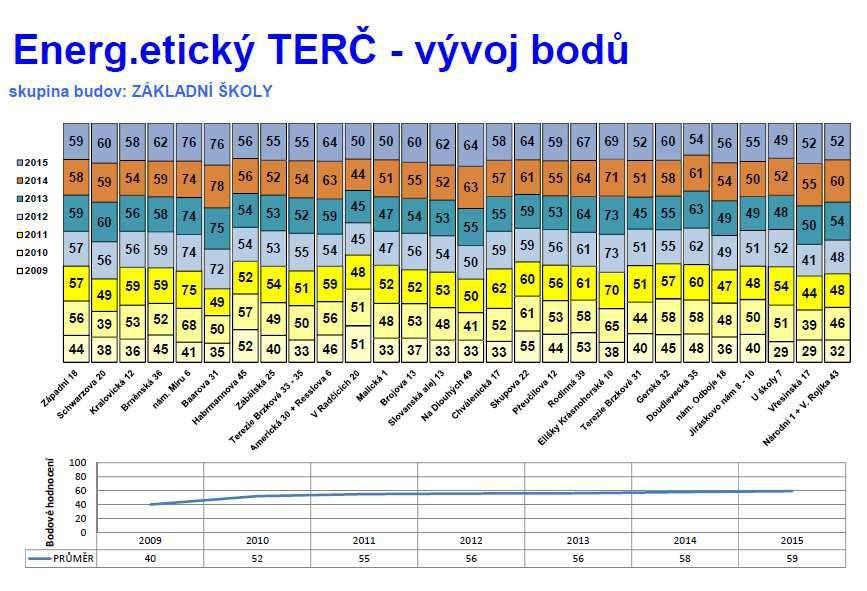 Energ.etický TERČ - vývoj bodů
skupina budov: ZÁKLADNÍ ŠKOLY
2015 59 60 58 62 76 76 56 55 55 64 50 50 60 62 64 58 64 59 67 69 52 60 54 56 55 49 52 52
2014 58 59 54 59 74 78 56 52 54 63 44 51 55 52 63 57 61 55 64 71 51 58 61 54 50 52 55 60
2013 59 60 56 58 74 75 54 53 52 59 45 47 54 53 55 55 59 53 64 73 45 55 63 49 49 48 50 54
2012 57 56 56 59 74 72 54 53 55 54 45 47 56 54 50 59 59 56 61 73 51 55 62 49 51 52 41 48
2011 57 49 59 59 75 49 52 54 51 59 48 52 52 53 50 62 60 56 61 70 51 57 60 47 48 54 44 48
2010 56 39 53 52 68 50 57 49 50 56 51 48 53 48 41 52 61 53 58 65 44 58 58 48 50 51 39 46
2009 44 38 36 45 41 35 52 40 33 46 51 33 37 33 33 33 55 44 53 38 40 45 48 36 40 29 29 32
Západní 18
Schwarzova 20
Kralovická 12
Brněnská 36
nám. Míru 6
Baarova 31
Habrmannova 45
Zábělská 25
Terezie Brzkové 33 - 35
Americká 30 + Resslova 6
V Radčicích 20
Malická 1
Brojova 13
Slovanská alej 13
Na Dlouhých 49
Chválenická 17
Skupova 22
Přeučilova 12
Rodinná 39
Elišky Krásnohorské 10
Terezie Brzkové 31
Gerská 32
Doudlevecká 35
nám. Odboje 18
Jiráskovo nám 8 - 10
U školy 7
Vřesinská 17
Národní 1 + V. Rojíka 43
Bodové hodnocení
100
80
60
40
20
0
2009 2010 2011 2012 2013 2014 2015
PRŮMĚR 40 52 55 56 56 58 59